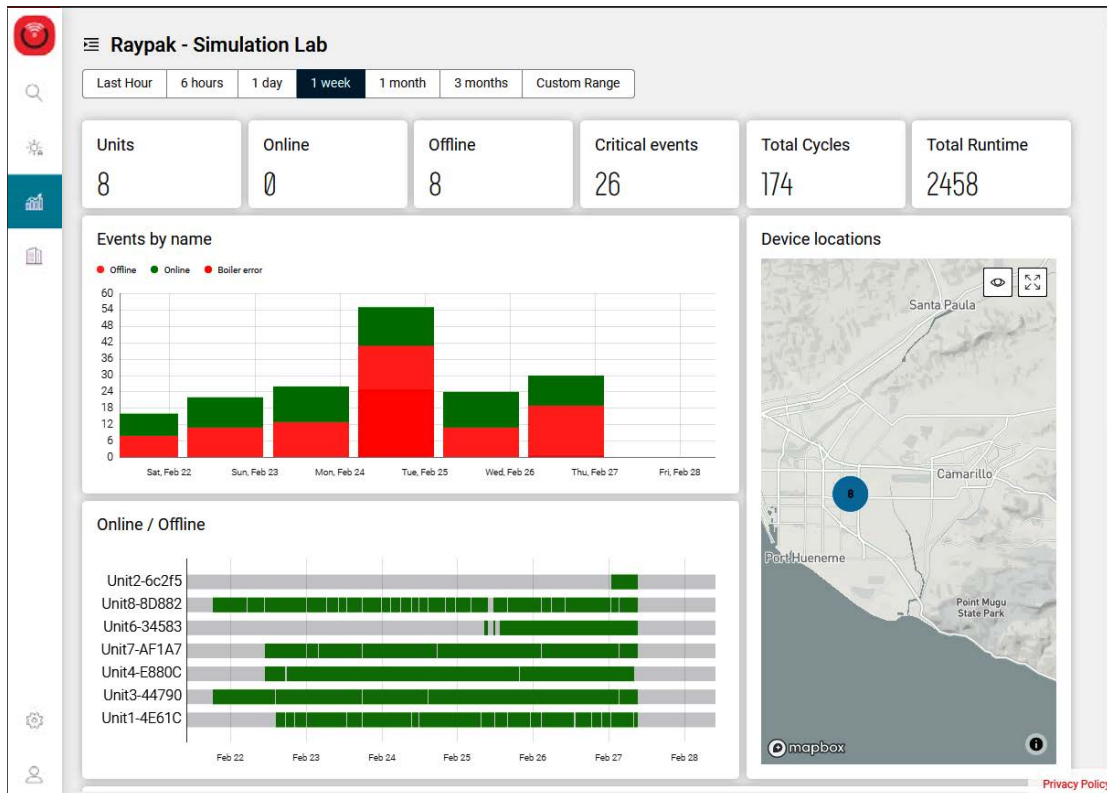 Raypak - Simulation Lab
Last Hour 6 hours 1 day 1 week 1 month 3 months Custom Range
Units Online Offline Critical events Total Cycles Total Runtime
8 0 8 26 174 2458
Events by name
Offline Online Boiler error
60
54
48
42
36
30
24
18
12
6
0
Sat, Feb 22 Sun, Feb 23 Mon, Feb 24 Tue, Feb 25 Wed, Feb 26 Thu, Feb 27 Fri, Feb 28
Online / Offline
Unit2-6c2f5
Unit8-8D882
Unit6-34583
Unit7-AF1A7
Unit4-E880C
Unit3-44790
Unit1-4E61C
Feb 22 Feb 23 Feb 24 Feb 25 Feb 26 Feb 27 Feb 28
Device locations
Santa Paula
Camarillo
8
Port Hueneme
Point Mugu
State Park
mapbox
Privacy Policy